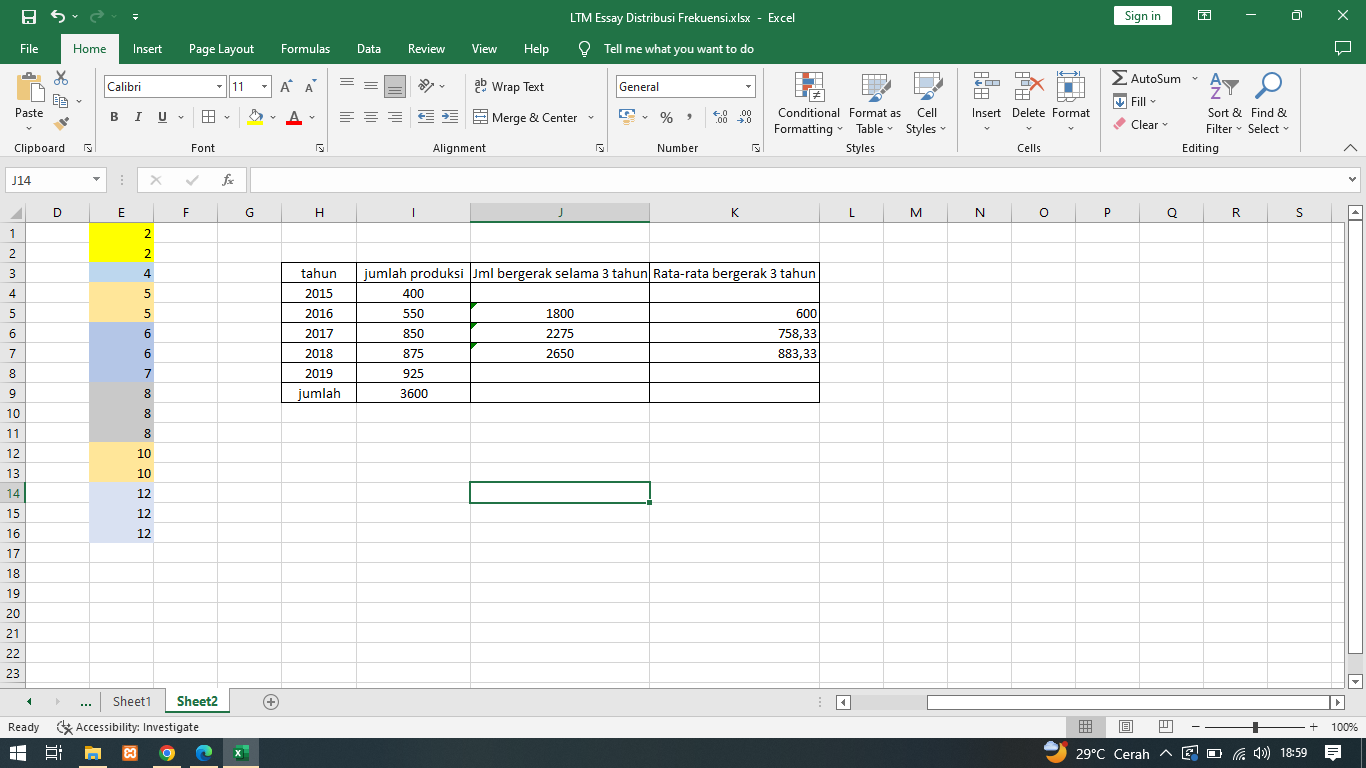 LTM Essay Distribusi Frekuensi.xlsx - Excel
Sign in
File Home Insert Page Layout Formulas Data Review View Help Tell me what you want to do
Paste
Clipboard
Calibri 11 A A
B I U A
Font
ab Wrap Text
Merge & Center
Alignment
General
% , ←.0 .00 .00 →.0
Number
Conditional Formatting
Format as Table
Cell Styles
Styles
Insert Delete Format
Cells
AutoSum
Fill
Clear
Sort & Filter
Find & Select
Editing
J14 fx
D E F G H I J K L M N O P Q R S
1 2
2 2
3 4 tahun jumlah produksi Jml bergerak selama 3 tahun Rata-rata bergerak 3 tahun
4 5 2015 400
5 5 2016 550 1800 600
6 6 2017 850 2275 758,33
7 6 2018 875 2650 883,33
8 7 2019 925
9 8 jumlah 3600
10 8
11 8
12 10
13 10
14 12
15 12
16 12
17
18
19
20
21
22
23
... Sheet1 Sheet2
Ready Accessibility: Investigate 100%
29°C Cerah 18:59